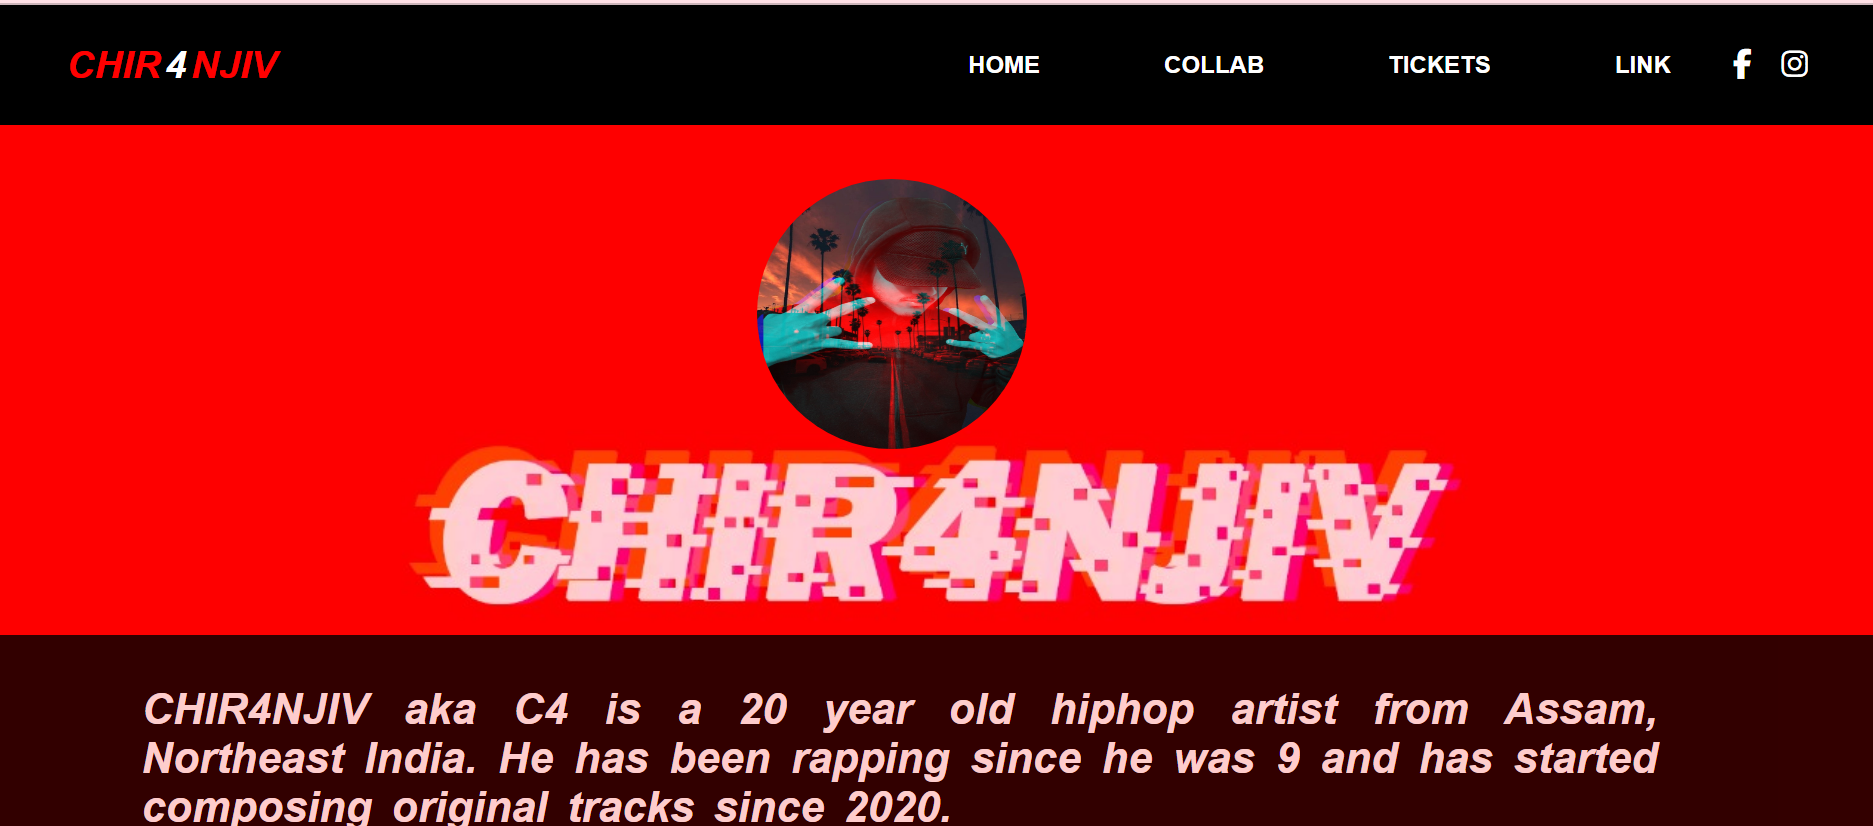 CHIR4NJIV
HOME COLLAB TICKETS LINK
CHIR4NJIV
CHIR4NJIV aka C4 is a 20 year old hiphop artist from Assam,
Northeast India. He has been rapping since he was 9 and has started
composing original tracks since 2020.